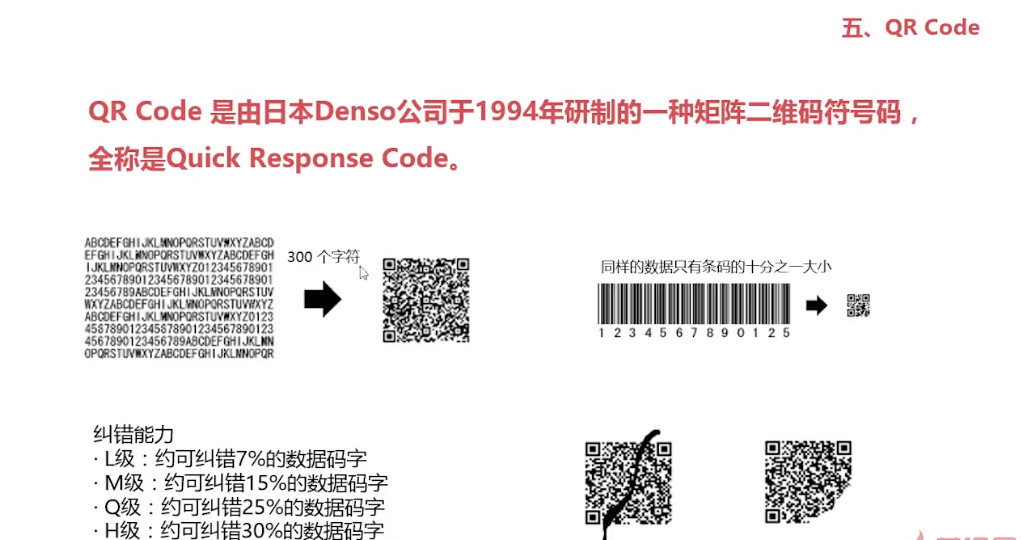 五、QR Code
QR Code 是由日本Denso公司于1994年研制的一种矩阵二维码符号码，
全称是Quick Response Code。
ABCDEFGHIJKLMNOPQRSTUVWXYZABCD
EFGHIJKLMNOPQRSTUVWXYZABCDEFGH
IJKLMNOPQRSTUVWXYZ012345678901
234567890123456789012345678901
23456789ABCDEFGHIJKLMNOPQRSTUV
WXYZABCDEFGHIJKLMNOPQRSTUVWXYZ
ABCDEFGHIJKLMNOPQRSTUVWXYZ0123
456789012345678901234567890123
4567890123456789ABCDEFGHIJKLMN
OPQRSTUVWXYZABCDEFGHIJKLMNOPQR
300 个字符
同样的数据只有条码的十分之一大小
1 2 3 4 5 6 7 8 9 0 1 2 5
纠错能力
· L级：约可纠错7%的数据码字
· M级：约可纠错15%的数据码字
· Q级：约可纠错25%的数据码字
· H级：约可纠错30%的数据码字